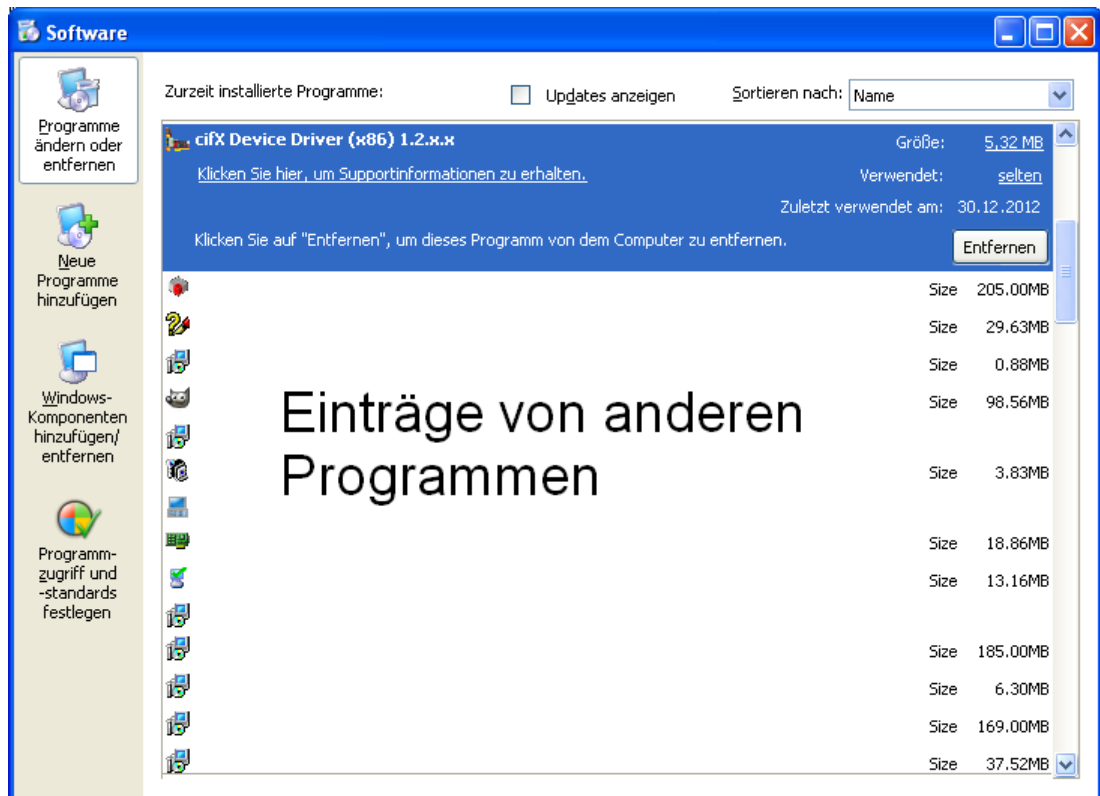 Software
Programme
ändern oder
entfernen
Neue
Programme
hinzufügen
Windows-
Komponenten
hinzufügen/
entfernen
Programm-
zugriff und
-standards
festlegen
Zurzeit installierte Programme: Updates anzeigen Sortieren nach: Name
cifX Device Driver (x86) 1.2.x.x Größe: 5,32 MB
Klicken Sie hier, um Supportinformationen zu erhalten. Verwendet: selten
Zuletzt verwendet am: 30.12.2012
Klicken Sie auf "Entfernen", um dieses Programm von dem Computer zu entfernen. Entfernen
Size 205.00MB
Size 29.63MB
Size 0.88MB
Size 98.56MB
Einträge von anderen
Programmen
Size 3.83MB
Size 18.86MB
Size 13.16MB
Size 185.00MB
Size 6.30MB
Size 169.00MB
Size 37.52MB